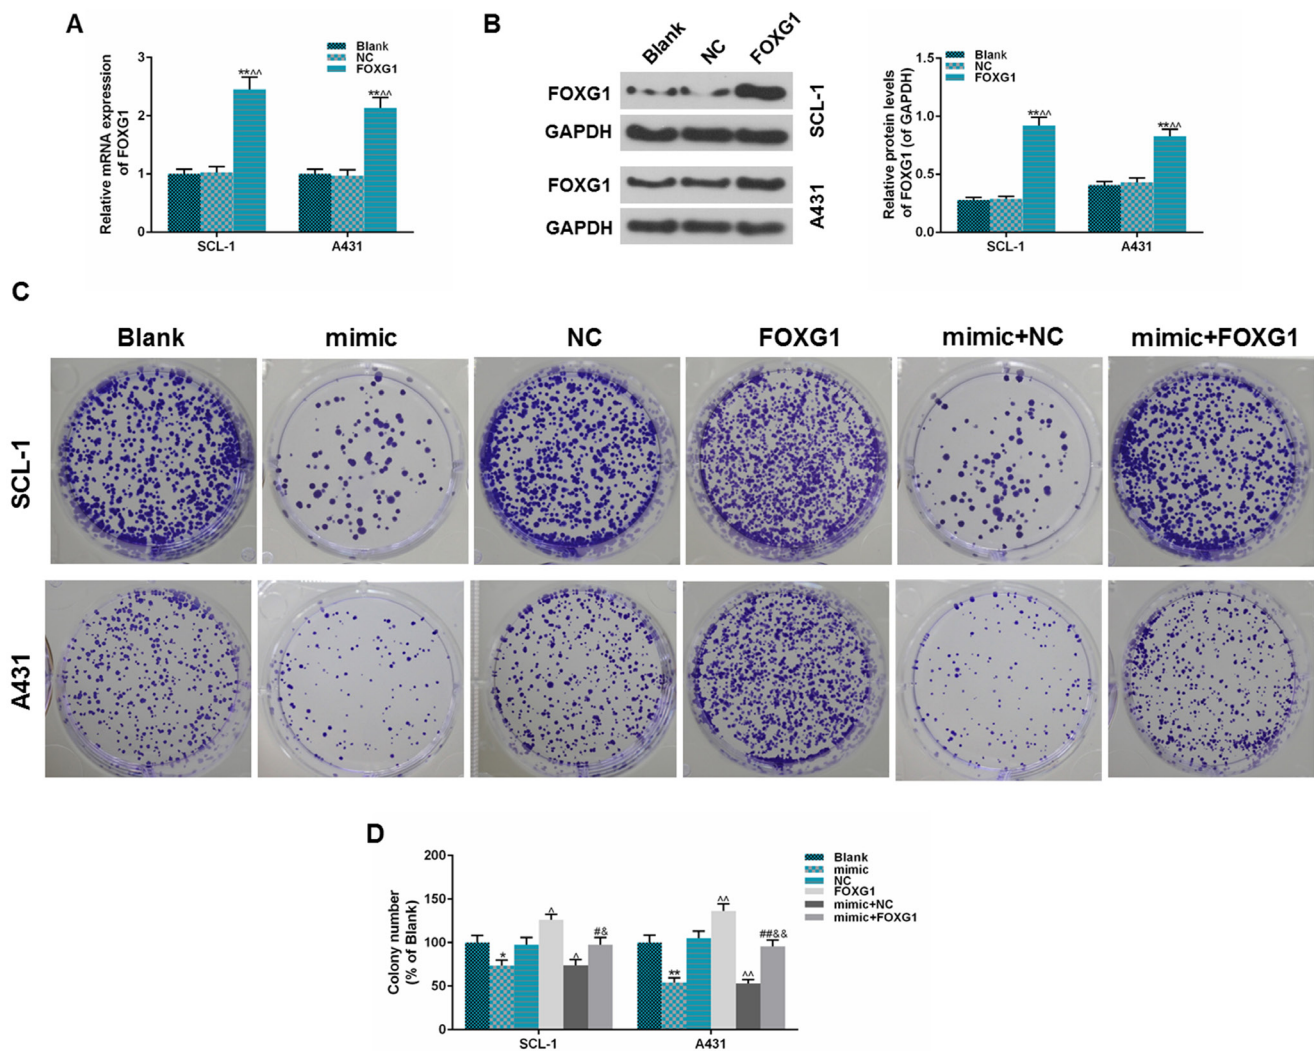 A
Blank
NC
FOXG1
Relative mRNA expression
of FOXG1
3
2
1
0
**^^
**^^
SCL-1
A431
B
Blank
NC
FOXG1
FOXG1
GAPDH
SCL-1
FOXG1
GAPDH
A431
Blank
NC
FOXG1
Relative protein levels
of FOXG1 (of GAPDH)
1.5
1.0
0.5
0.0
**^^
**^^
SCL-1
A431
C
Blank
mimic
NC
FOXG1
mimic+NC
mimic+FOXG1
SCL-1
A431
D
Colony number
(% of Blank)
200
150
100
50
0
*
^
^
#&
**
^^
^^
##&&
SCL-1
A431
Blank
mimic
NC
FOXG1
mimic+NC
mimic+FOXG1